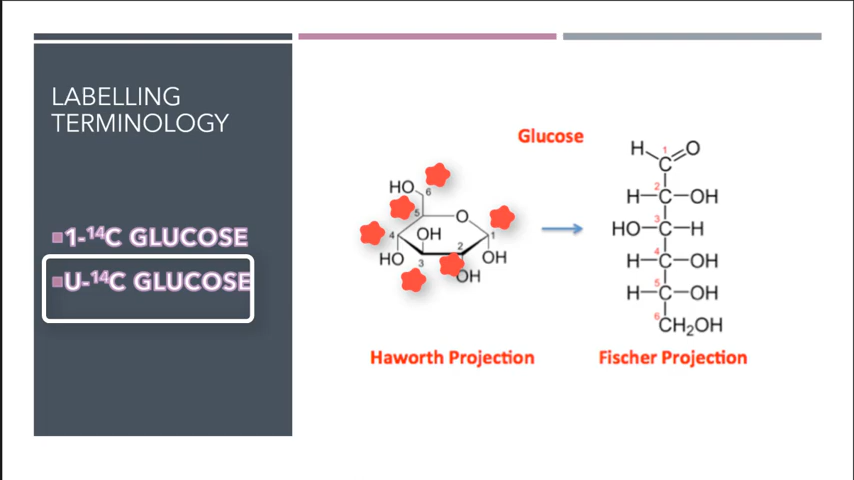 LABELLING
TERMINOLOGY
1-¹⁴C GLUCOSE
U-¹⁴C GLUCOSE
Glucose
HO
6
5
O
4
OH
1
HO
3
2
OH
OH
Haworth Projection
H 1 O
C
2
H–C–OH
3
HO–C–H
4
H–C–OH
5
H–C–OH
6
CH₂OH
Fischer Projection